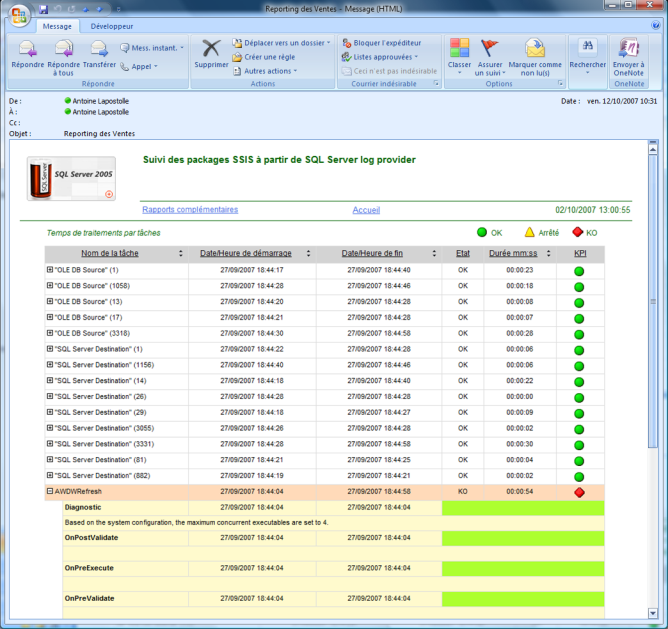 Reporting des Ventes - Message (HTML)
Message Développeur
Répondre Répondre à tous Transférer Mess. instant. Appel
Répondre
Supprimer Déplacer vers un dossier Créer une règle Autres actions
Actions
Bloquer l'expéditeur Listes approuvées Ceci n'est pas indésirable
Courrier indésirable
Classer Assurer un suivi Marquer comme non lu(s)
Options
Rechercher
Envoyer à OneNote
OneNote
De : Antoine Lapostolle Date : ven. 12/10/2007 10:31
À : Antoine Lapostolle
Cc :
Objet : Reporting des Ventes
SQL Server
SQL Server 2005
Suivi des packages SSIS à partir de SQL Server log provider
Rapports complémentaires Accueil 02/10/2007 13:00:55
Temps de traitements par tâches OK Arrêté KO
Nom de la tâche Date/Heure de démarrage Date/Heure de fin Etat Durée mm:ss KPI
"OLE DB Source" (1) 27/09/2007 18:44:17 27/09/2007 18:44:40 OK 00:00:23
"OLE DB Source" (1058) 27/09/2007 18:44:28 27/09/2007 18:44:46 OK 00:00:18
"OLE DB Source" (13) 27/09/2007 18:44:20 27/09/2007 18:44:28 OK 00:00:08
"OLE DB Source" (17) 27/09/2007 18:44:21 27/09/2007 18:44:28 OK 00:00:07
"OLE DB Source" (3318) 27/09/2007 18:44:30 27/09/2007 18:44:58 OK 00:00:28
"SQL Server Destination" (1) 27/09/2007 18:44:22 27/09/2007 18:44:28 OK 00:00:06
"SQL Server Destination" (1156) 27/09/2007 18:44:40 27/09/2007 18:44:46 OK 00:00:06
"SQL Server Destination" (14) 27/09/2007 18:44:18 27/09/2007 18:44:40 OK 00:00:22
"SQL Server Destination" (26) 27/09/2007 18:44:28 27/09/2007 18:44:28 OK 00:00:00
"SQL Server Destination" (29) 27/09/2007 18:44:18 27/09/2007 18:44:27 OK 00:00:09
"SQL Server Destination" (3055) 27/09/2007 18:44:26 27/09/2007 18:44:28 OK 00:00:02
"SQL Server Destination" (3331) 27/09/2007 18:44:28 27/09/2007 18:44:58 OK 00:00:30
"SQL Server Destination" (81) 27/09/2007 18:44:21 27/09/2007 18:44:25 OK 00:00:04
"SQL Server Destination" (882) 27/09/2007 18:44:19 27/09/2007 18:44:21 OK 00:00:02
AWDWRefresh 27/09/2007 18:44:04 27/09/2007 18:44:58 KO 00:00:54
Diagnostic 27/09/2007 18:44:04 27/09/2007 18:44:04
Based on the system configuration, the maximum concurrent executables are set to 4.
OnPostValidate 27/09/2007 18:44:04 27/09/2007 18:44:04
OnPreExecute 27/09/2007 18:44:04 27/09/2007 18:44:04
OnPreValidate 27/09/2007 18:44:04 27/09/2007 18:44:04